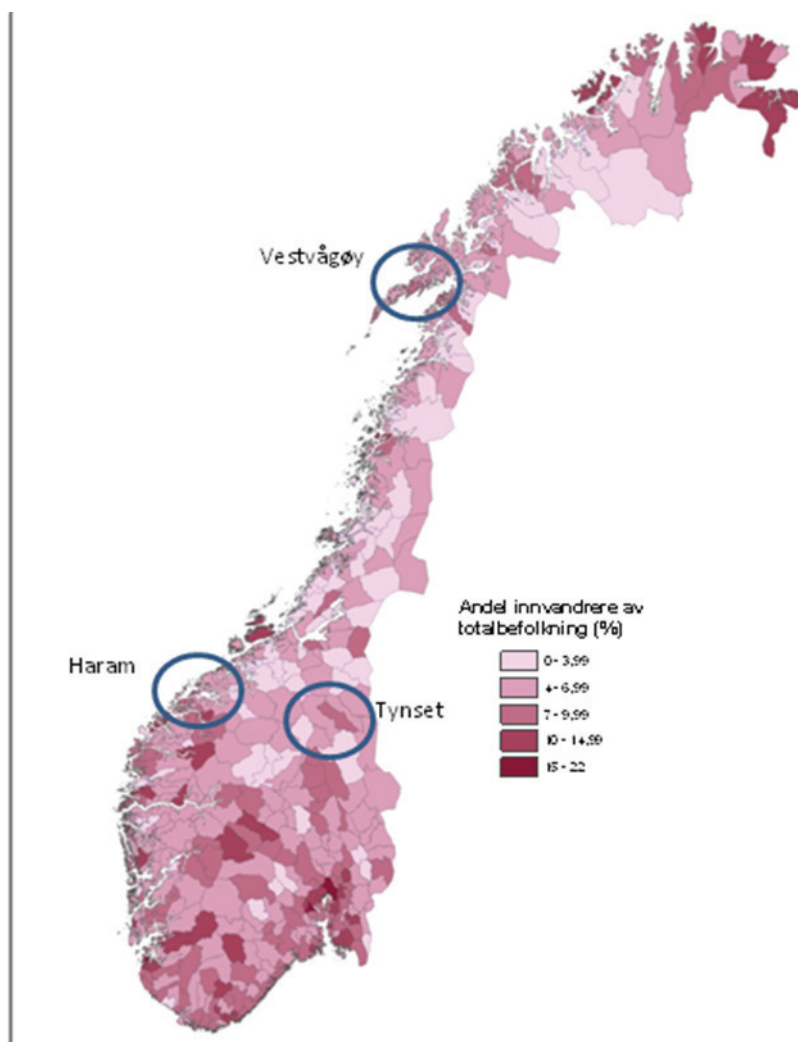 Vestvågøy
Andel innvandrere av
totalbefolkning (%)
0 - 3,99
4 - 6,99
7 - 9,99
10 - 14,99
15 - 22
Haram
Tynset